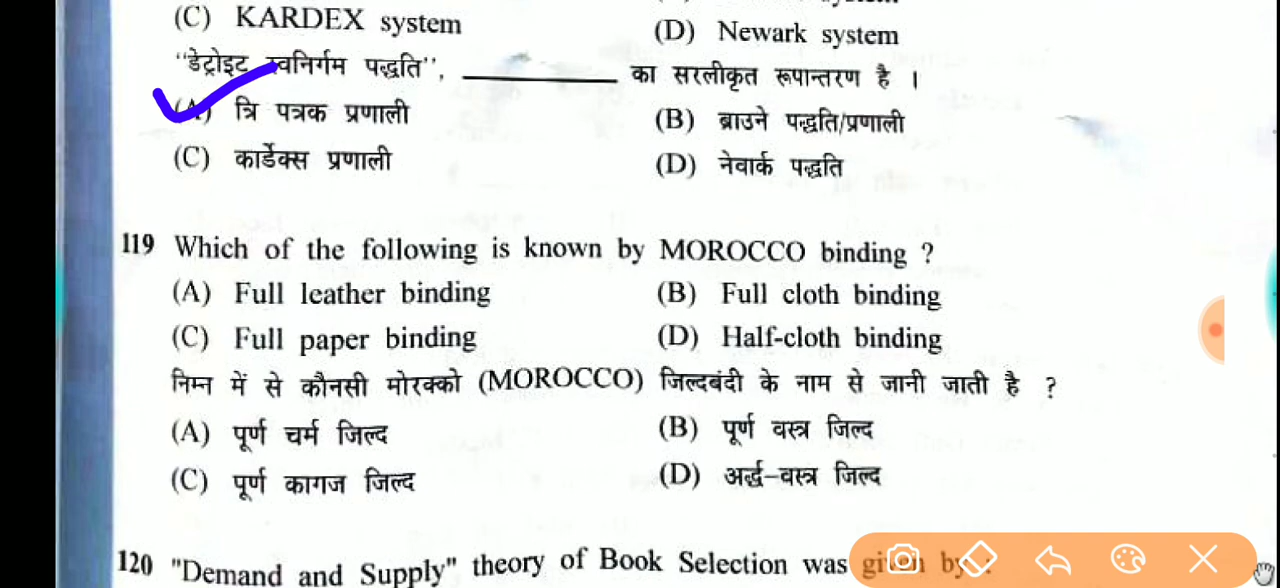 (C) KARDEX system
(D) Newark system
"डेट्रोइट स्वनिर्गम पद्धति", __________ का सरलीकृत रूपान्तरण है ।
(A) त्रि पत्रक प्रणाली (B) ब्राउने पद्धति/प्रणाली
(C) कार्डेक्स प्रणाली (D) नेवार्क पद्धति
119 Which of the following is known by MOROCCO binding ?
(A) Full leather binding (B) Full cloth binding
(C) Full paper binding (D) Half-cloth binding
निम्न में से कौनसी मोरक्को (MOROCCO) जिल्दबंदी के नाम से जानी जाती है ?
(A) पूर्ण चर्म जिल्द (B) पूर्ण वस्त्र जिल्द
(C) पूर्ण कागज जिल्द (D) अर्द्ध-वस्त्र जिल्द
120 "Demand and Supply" theory of Book Selection was given by :